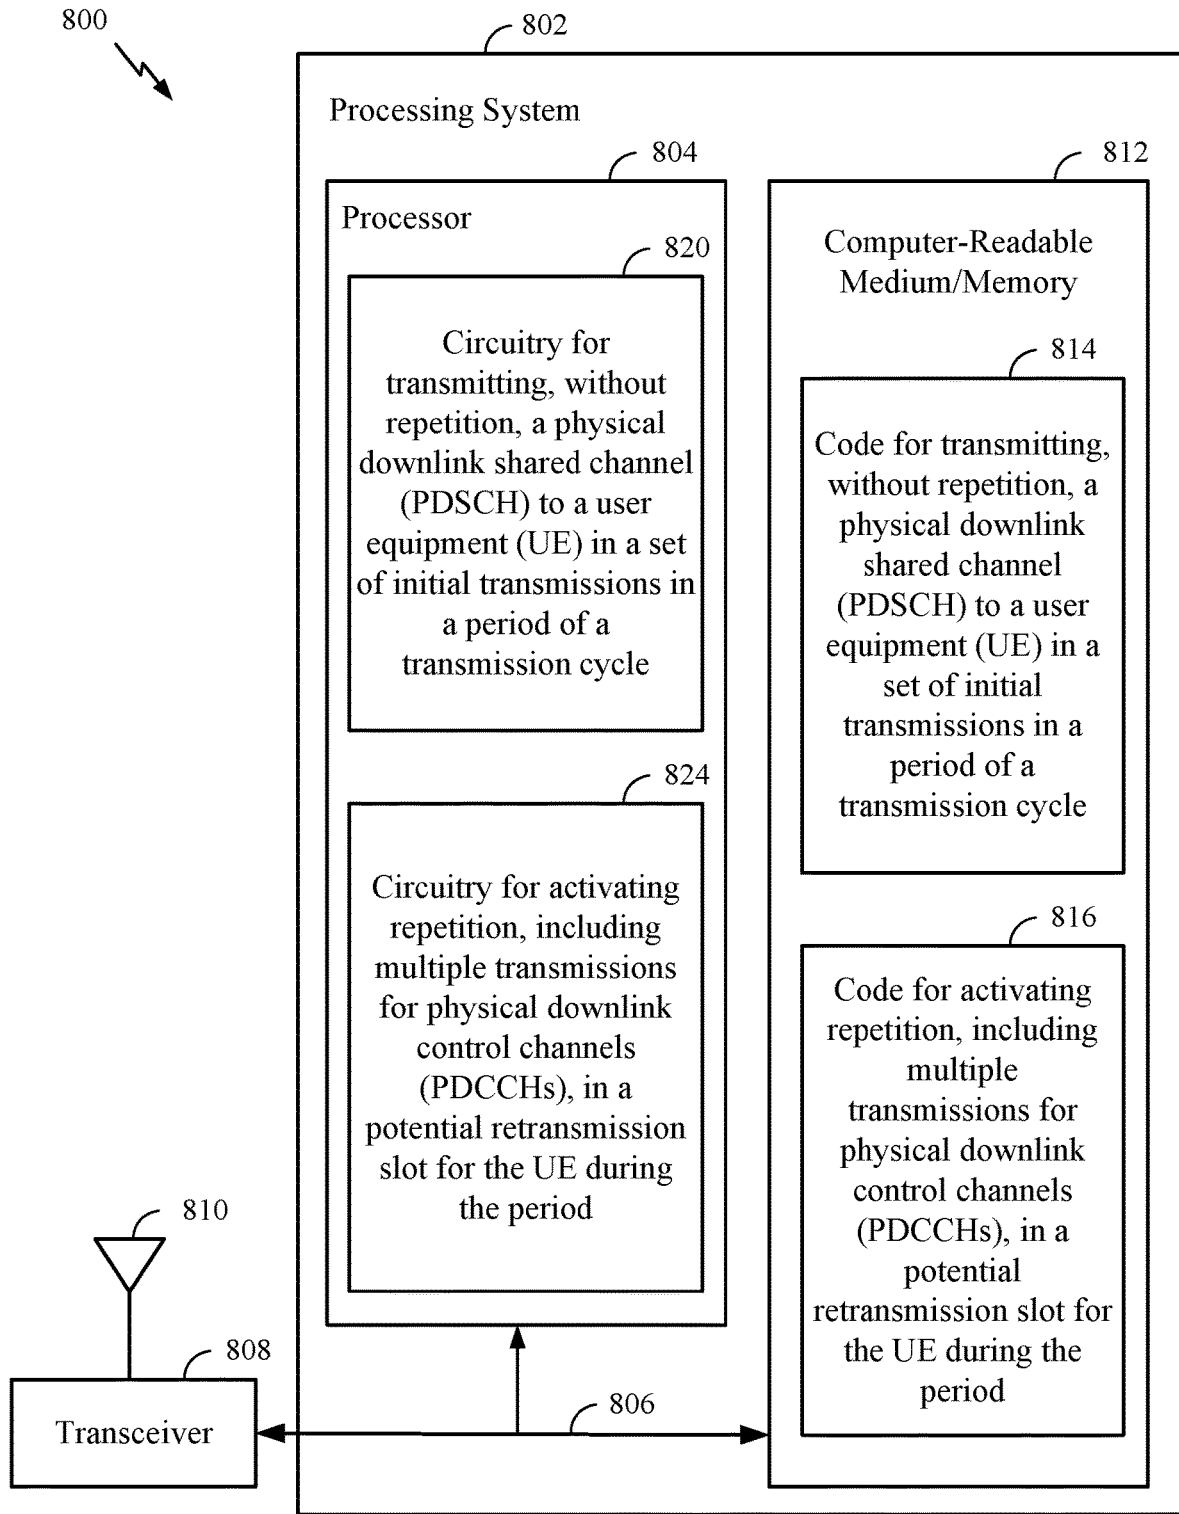 800
802
Processing System
804
Processor
820
Circuitry for
transmitting, without
repetition, a physical
downlink shared channel
(PDSCH) to a user
equipment (UE) in a set
of initial transmissions in
a period of a
transmission cycle
824
Circuitry for activating
repetition, including
multiple transmissions
for physical downlink
control channels
(PDCCHs), in a
potential retransmission
slot for the UE during
the period
812
Computer-Readable
Medium/Memory
814
Code for transmitting,
without repetition, a
physical downlink
shared channel
(PDSCH) to a user
equipment (UE) in a
set of initial
transmissions in a
period of a
transmission cycle
816
Code for activating
repetition, including
multiple
transmissions for
physical downlink
control channels
(PDCCHs), in a
potential
retransmission slot for
the UE during the
period
810
808
Transceiver
806